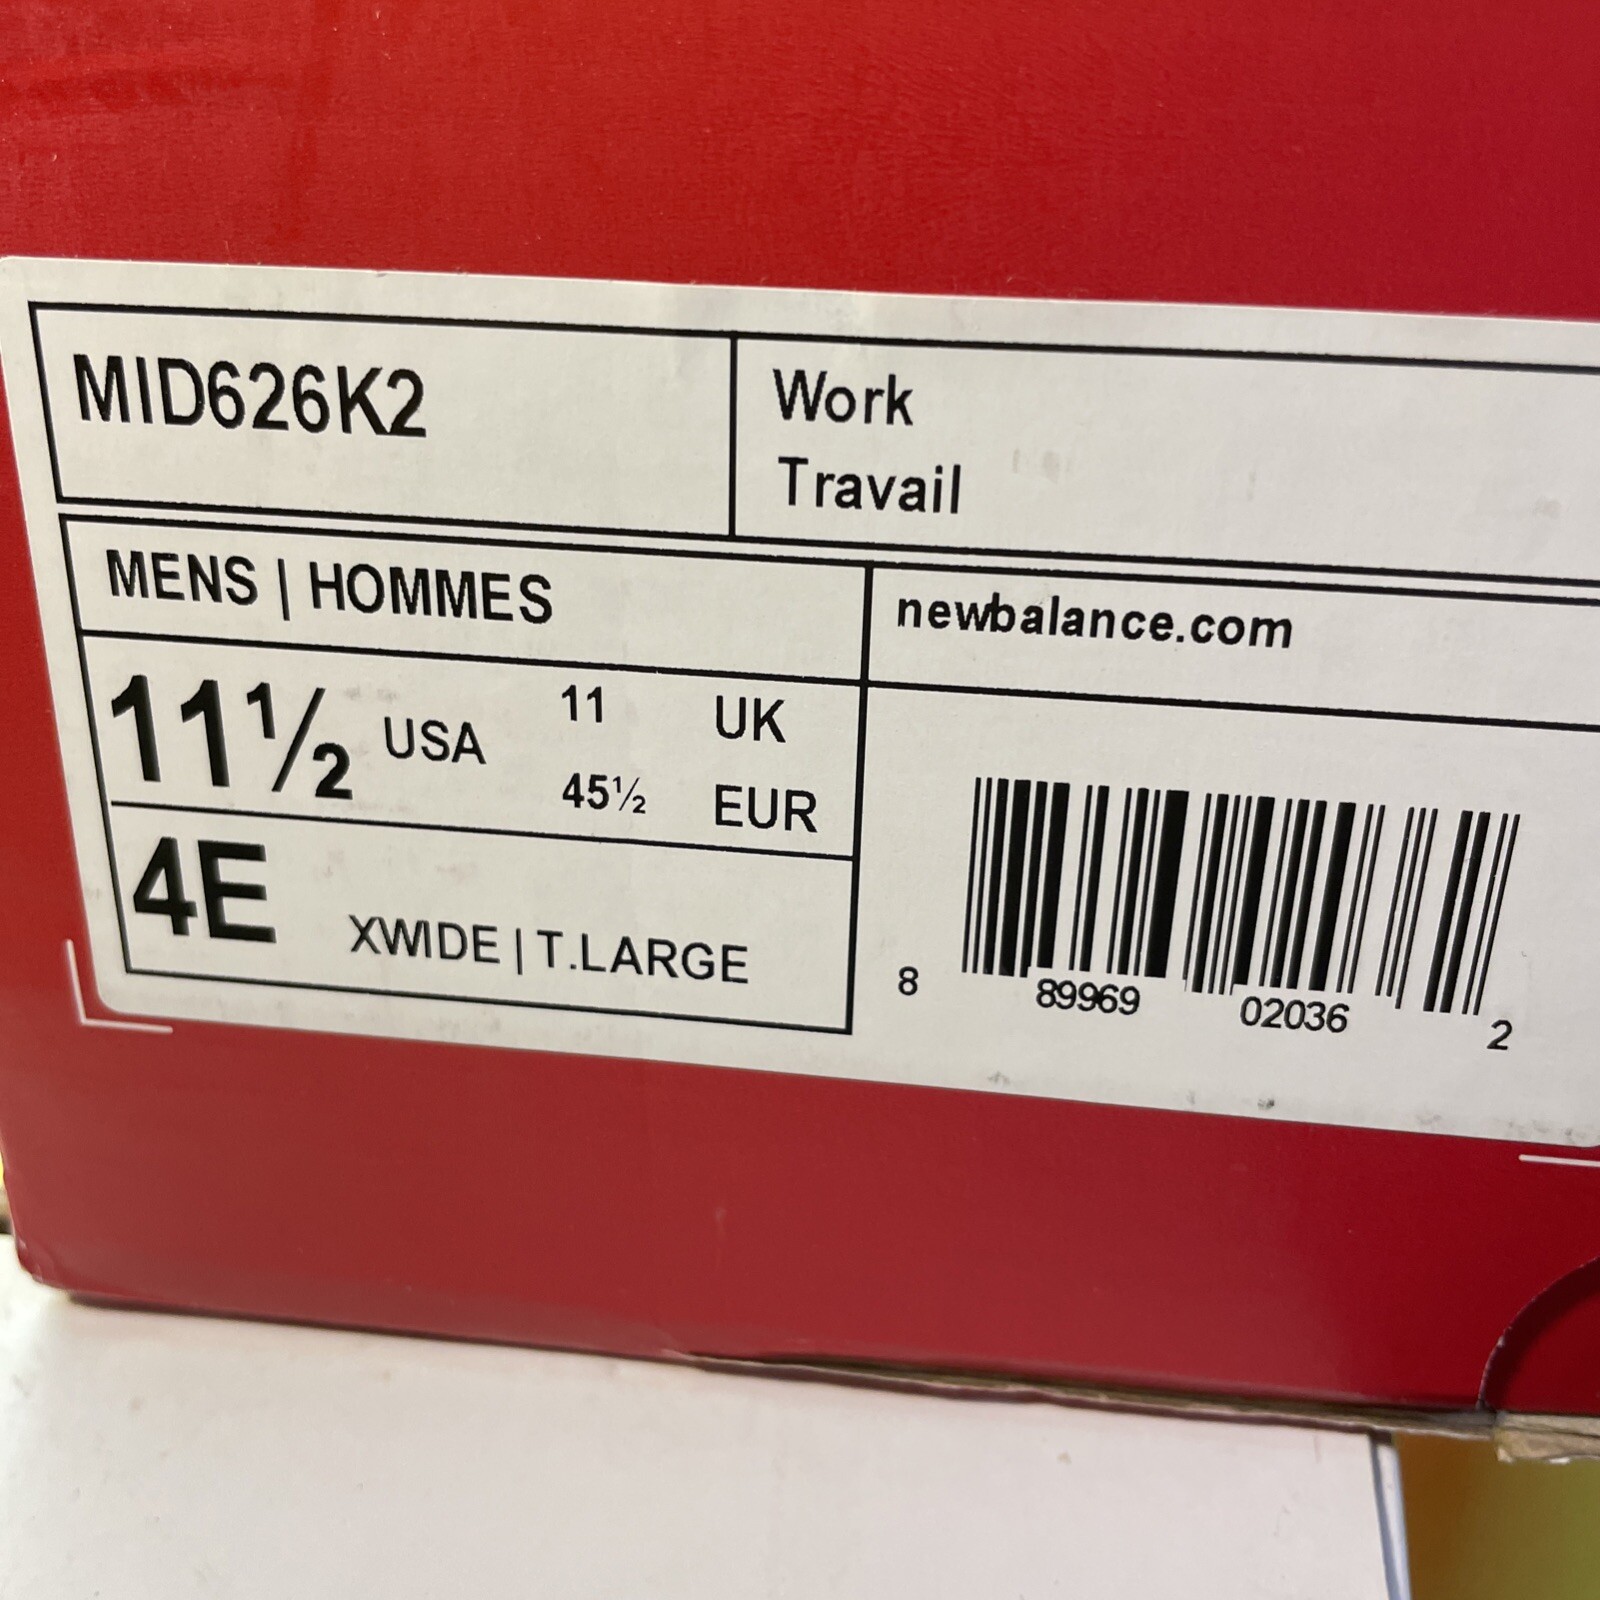 MID626K2
Work
Travail
MENS | HOMMES
newbalance.com
11½ USA
11 UK
45½ EUR
4E XWIDE | T.LARGE
8 89969 02036 2